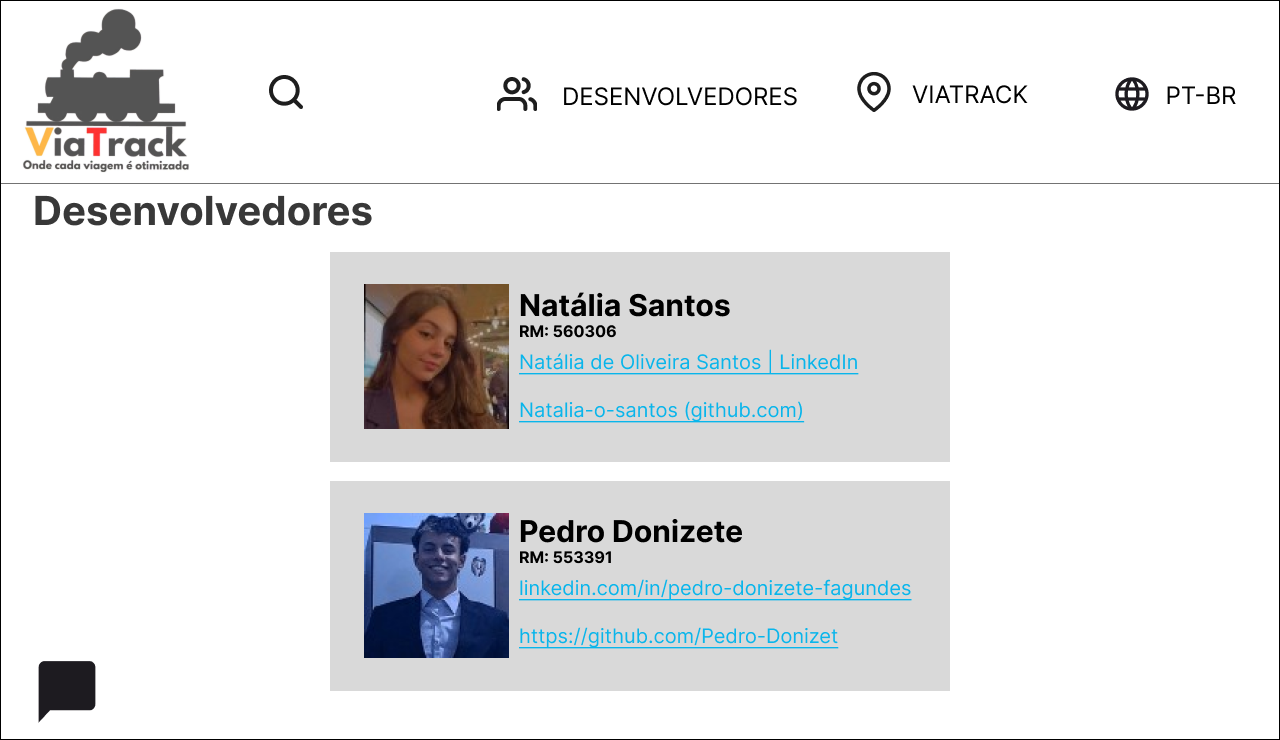 ViaTrack
Onde cada viagem é otimizada
DESENVOLVEDORES
VIATRACK
PT-BR
Desenvolvedores
Natália Santos
RM: 560306
Natália de Oliveira Santos | LinkedIn
Natalia-o-santos (github.com)
Pedro Donizete
RM: 553391
linkedin.com/in/pedro-donizete-fagundes
https://github.com/Pedro-Donizet